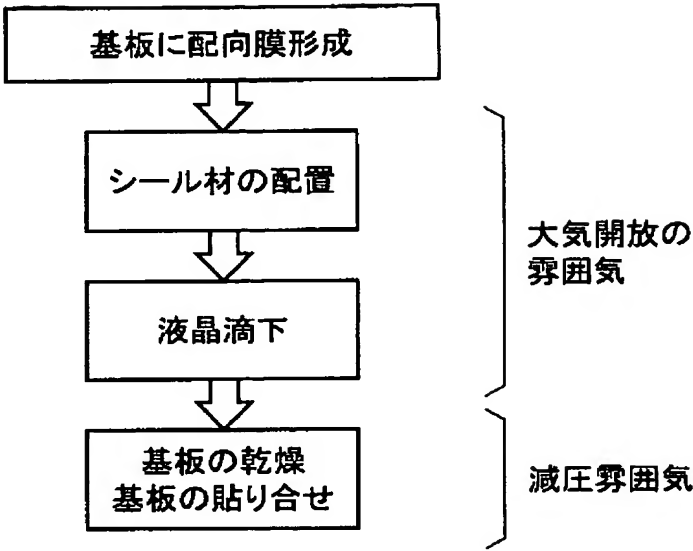 基板に配向膜形成
シール材の配置
液晶滴下
大気開放の
雰囲気
基板の乾燥
基板の貼り合せ
減圧雰囲気